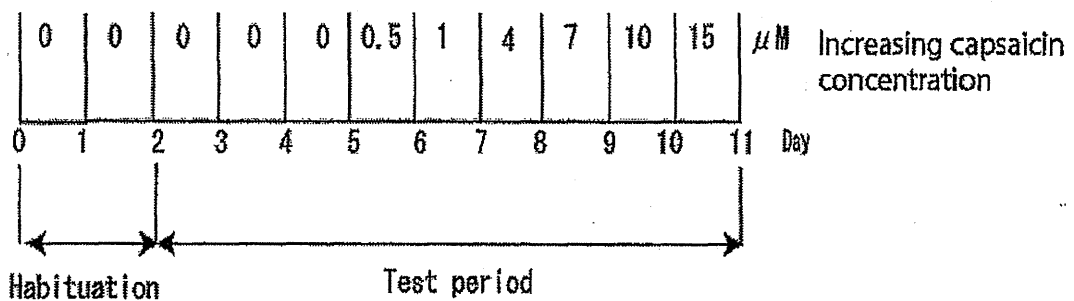 0 0 0 0 0 0.5 1 4 7 10 15 μM Increasing capsaicin
concentration
0 1 2 3 4 5 6 7 8 9 10 11 Day
Habituation Test period